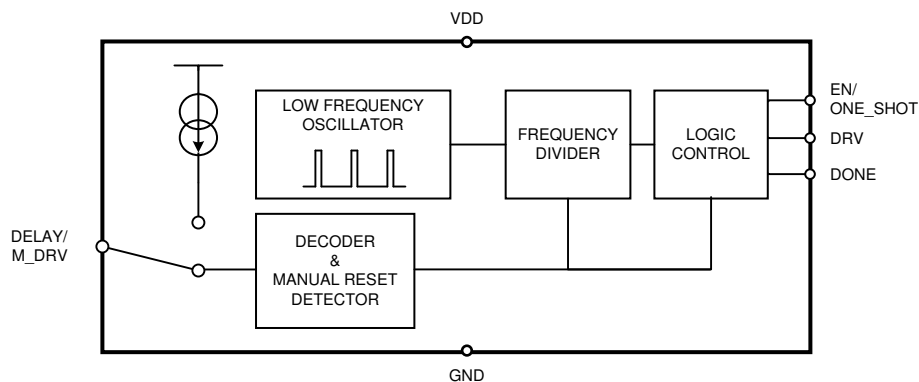 VDD
LOW FREQUENCY
OSCILLATOR
FREQUENCY
DIVIDER
LOGIC
CONTROL
EN/
ONE_SHOT
DRV
DONE
DELAY/
M_DRV
DECODER
&
MANUAL RESET
DETECTOR
GND